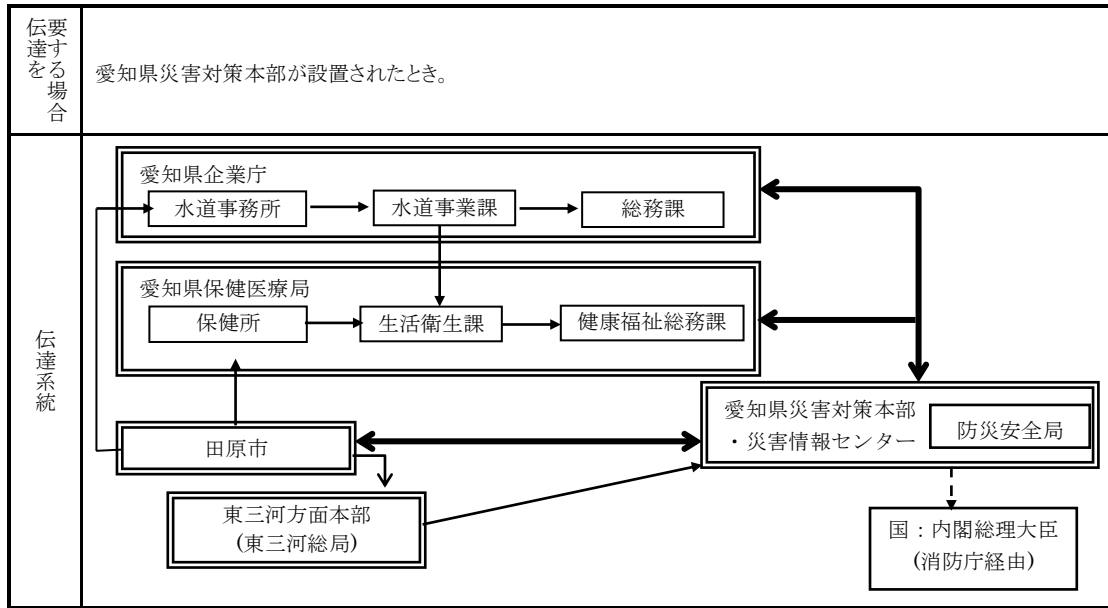 伝達を
要する場合
愛知県災害対策本部が設置されたとき。
伝達系統
愛知県企業庁
水道事務所
水道事業課
総務課
愛知県保健医療局
保健所
生活衛生課
健康福祉総務課
田原市
愛知県災害対策本部
・災害情報センター
防災安全局
東三河方面本部
(東三河総局)
国：内閣総理大臣
(消防庁経由)